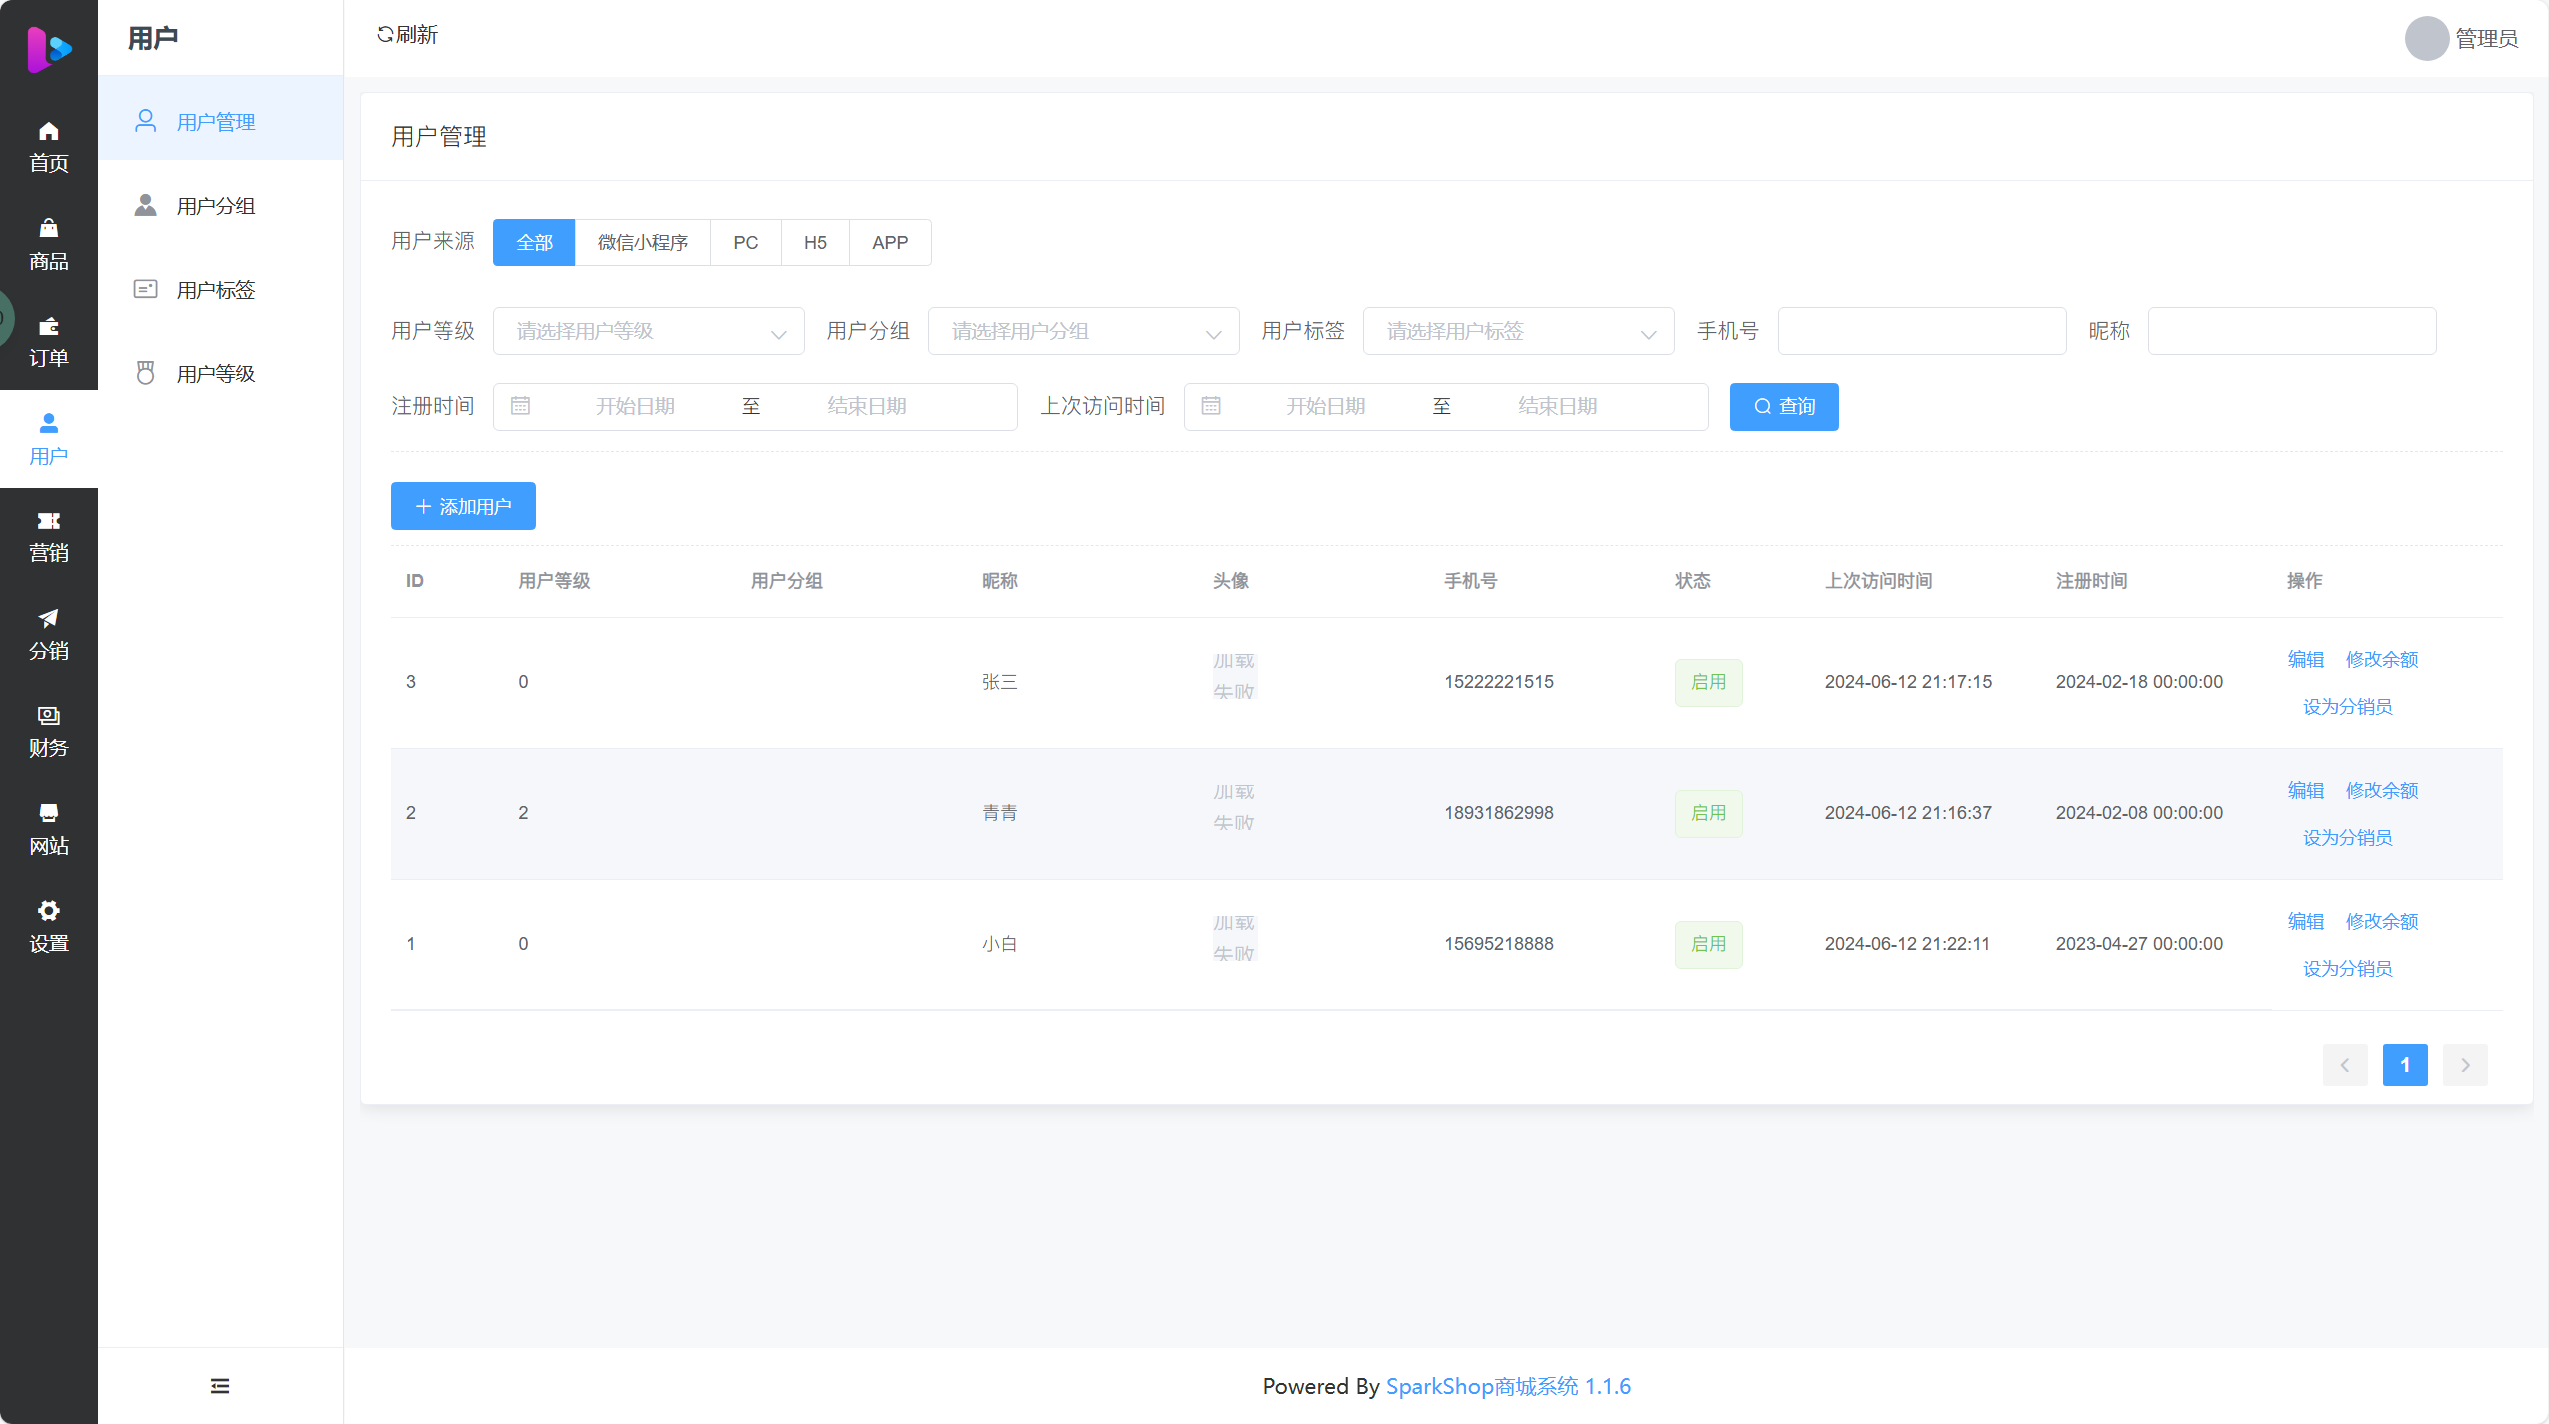 用户
刷新
管理员
首页
商品
订单
用户
营销
分销
财务
网站
设置
用户管理
用户分组
用户标签
用户等级
用户管理
用户来源 全部 微信小程序 PC H5 APP
用户等级 请选择用户等级 用户分组 请选择用户分组 用户标签 请选择用户标签 手机号 昵称
注册时间 开始日期 至 结束日期 上次访问时间 开始日期 至 结束日期 查询
添加用户
ID 用户等级 用户分组 昵称 头像 手机号 状态 上次访问时间 注册时间 操作
3 0 张三 加载失败 15222221515 启用 2024-06-12 21:17:15 2024-02-18 00:00:00 编辑 修改余额
设为分销员
2 2 青青 加载失败 18931862998 启用 2024-06-12 21:16:37 2024-02-08 00:00:00 编辑 修改余额
设为分销员
1 0 小白 加载失败 15695218888 启用 2024-06-12 21:22:11 2023-04-27 00:00:00 编辑 修改余额
设为分销员
1
Powered By SparkShop商城系统 1.1.6